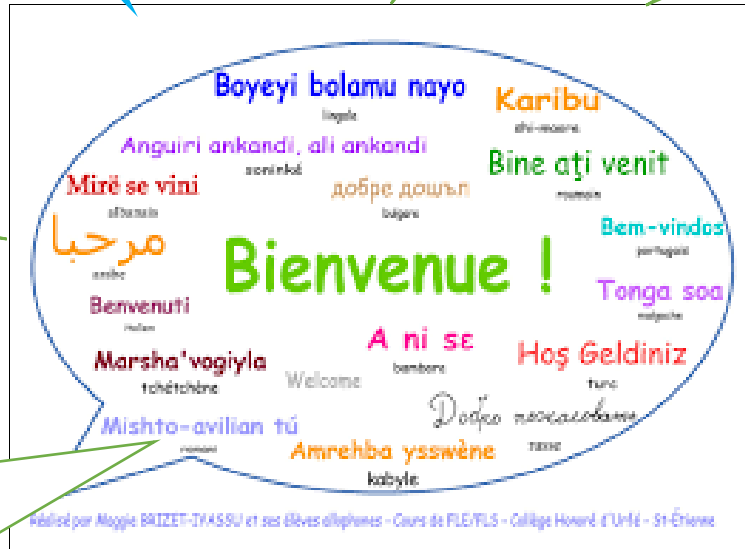 Boyeyi bolamu nayo
lingala
Karibu
shi-maore
Anguiri ankandi, ali ankandi
soninké
Bine aţi venit
roumain
Mirë se vini
albanais
добре дошъл
bulgare
مرحبا
arabe
Bienvenue !
Bem-vindos
portugais
Tonga soa
malgache
Benvenuti
italien
A ni sɛ
bambara
Hoş Geldiniz
turc
Marsha'vogiyla
tchétchène
Welcome
Добро пожаловать
russe
Mishto-avilian tú
romani
Amrehba ysswène
kabyle
Réalisé par Maggie BRIZET-IYASSU et ses élèves allophones - Cours de FLE/FLS - Collège Honoré d'Urfé - St-Étienne